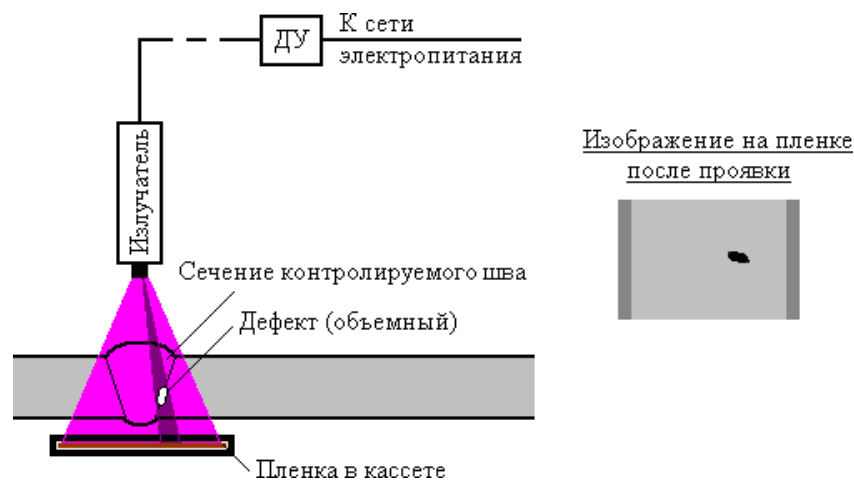 ДУ
К сети
электропитания
Излучатель
Изображение на пленке
после проявки
Сечение контролируемого шва
Дефект (объемный)
Пленка в кассете